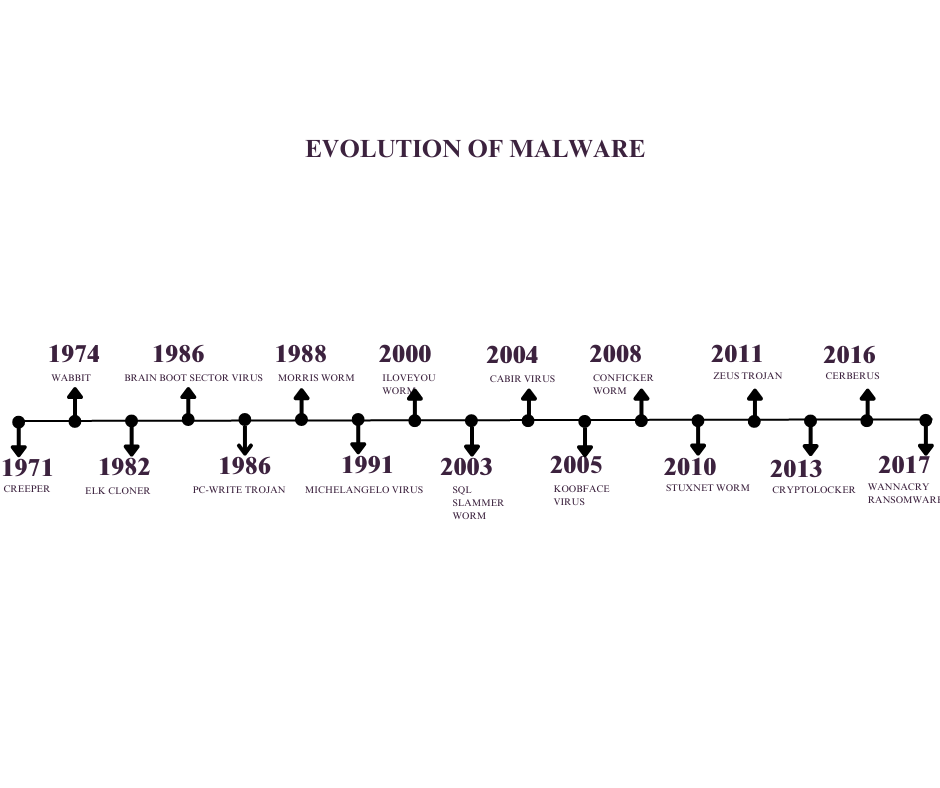 EVOLUTION OF MALWARE
1974
WABBIT
1986
BRAIN BOOT SECTOR VIRUS
1988
MORRIS WORM
2000
ILOVEYOU
WORM
2004
CABIR VIRUS
2008
CONFICKER
WORM
2011
ZEUS TROJAN
2016
CERBERUS
1971
CREEPER
1982
ELK CLONER
1986
PC-WRITE TROJAN
1991
MICHELANGELO VIRUS
2003
SQL
SLAMMER
WORM
2005
KOOBFACE
VIRUS
2010
STUXNET WORM
2013
CRYPTOLOCKER
2017
WANNACRY
RANSOMWARE